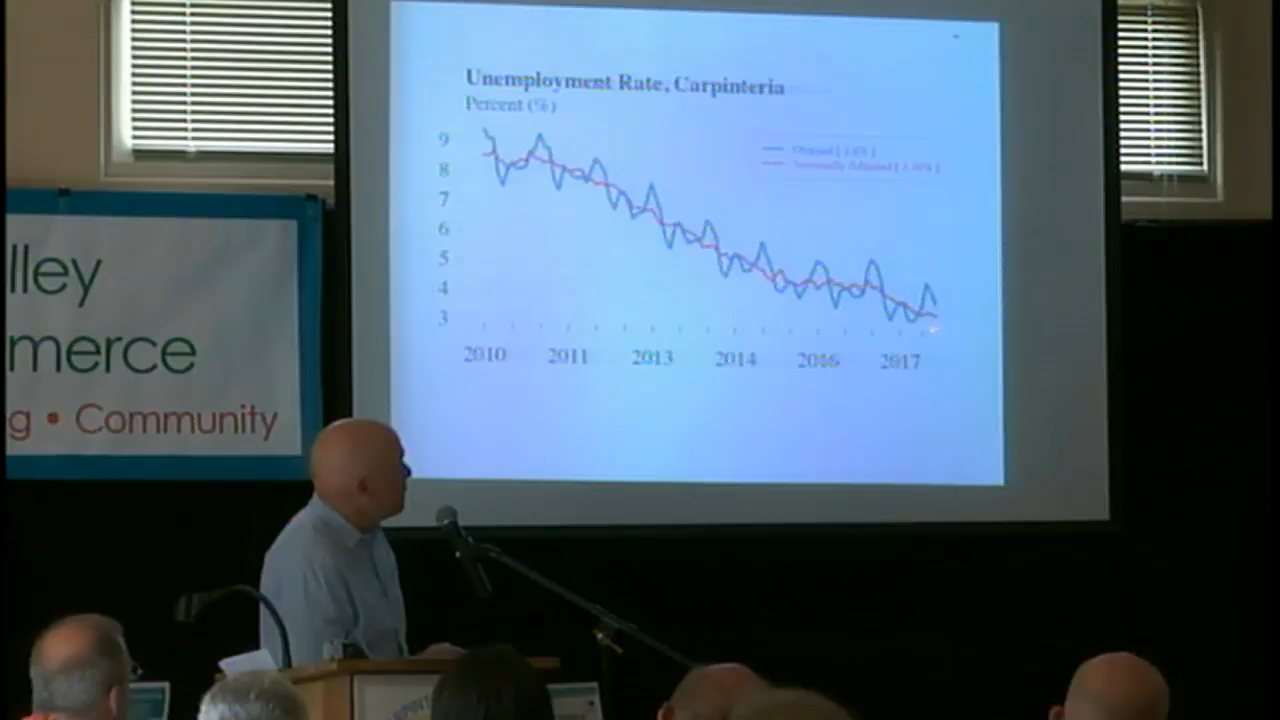 Unemployment Rate, Carpinteria
Percent (%)
9
8
7
6
5
4
3
2010 2011 2013 2014 2016 2017
lley
merce
g • Community